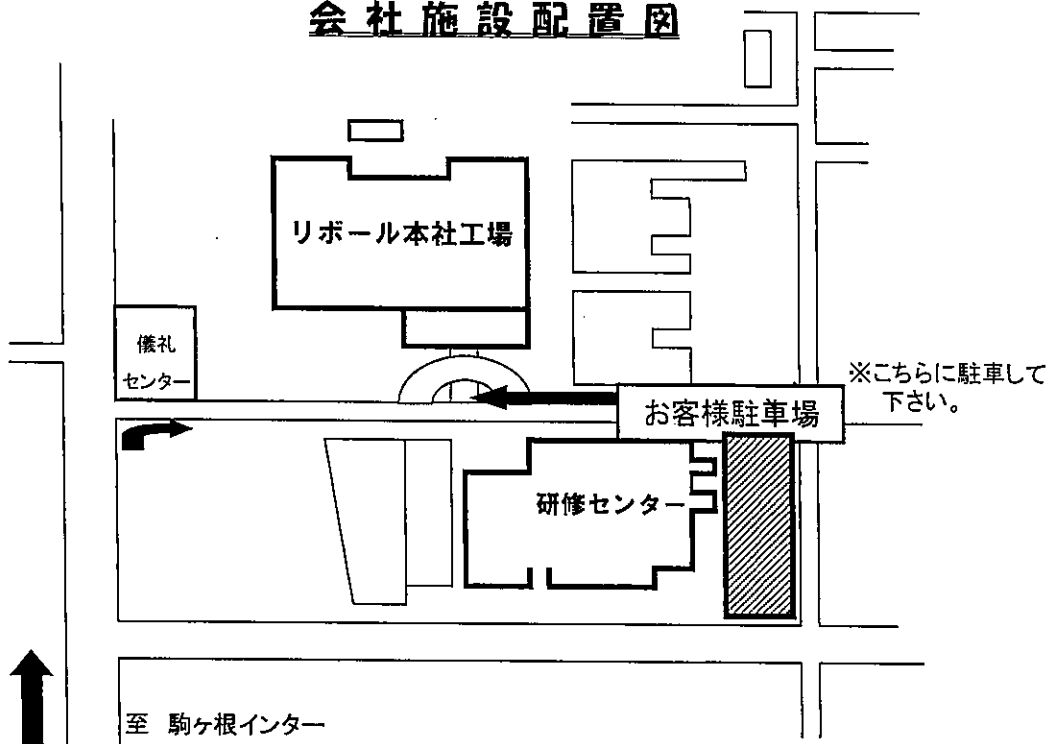 会社施設配置図
リボール本社工場
儀礼
センター
※こちらに駐車して
下さい。
お客様駐車場
研修センター
至 駒ヶ根インター